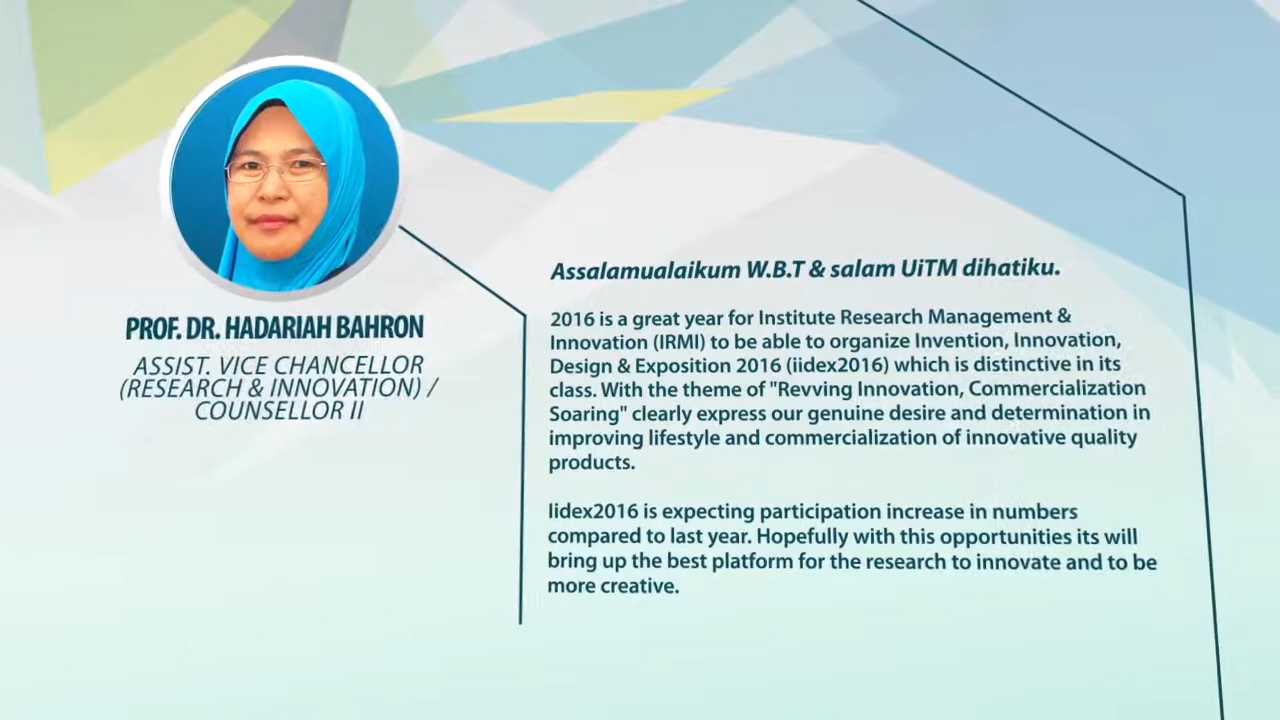 PROF. DR. HADARIAH BAHRON
ASSIST. VICE CHANCELLOR
(RESEARCH & INNOVATION) /
COUNSELLOR II
Assalamualaikum W.B.T & salam UiTM dihatiku.
2016 is a great year for Institute Research Management &
Innovation (IRMI) to be able to organize Invention, Innovation,
Design & Exposition 2016 (iidex2016) which is distinctive in its
class. With the theme of "Revving Innovation, Commercialization
Soaring" clearly express our genuine desire and determination in
improving lifestyle and commercialization of innovative quality
products.
Iidex2016 is expecting participation increase in numbers
compared to last year. Hopefully with this opportunities its will
bring up the best platform for the research to innovate and to be
more creative.